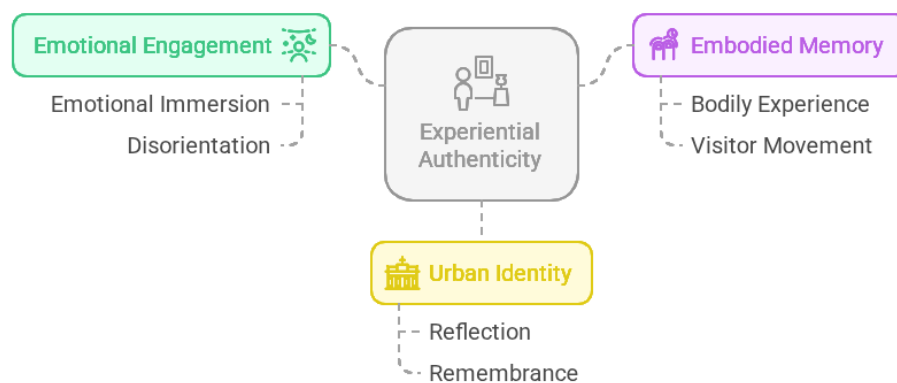 Emotional Engagement
Emotional Immersion
Disorientation
Experiential
Authenticity
Embodied Memory
Bodily Experience
Visitor Movement
Urban Identity
Reflection
Remembrance